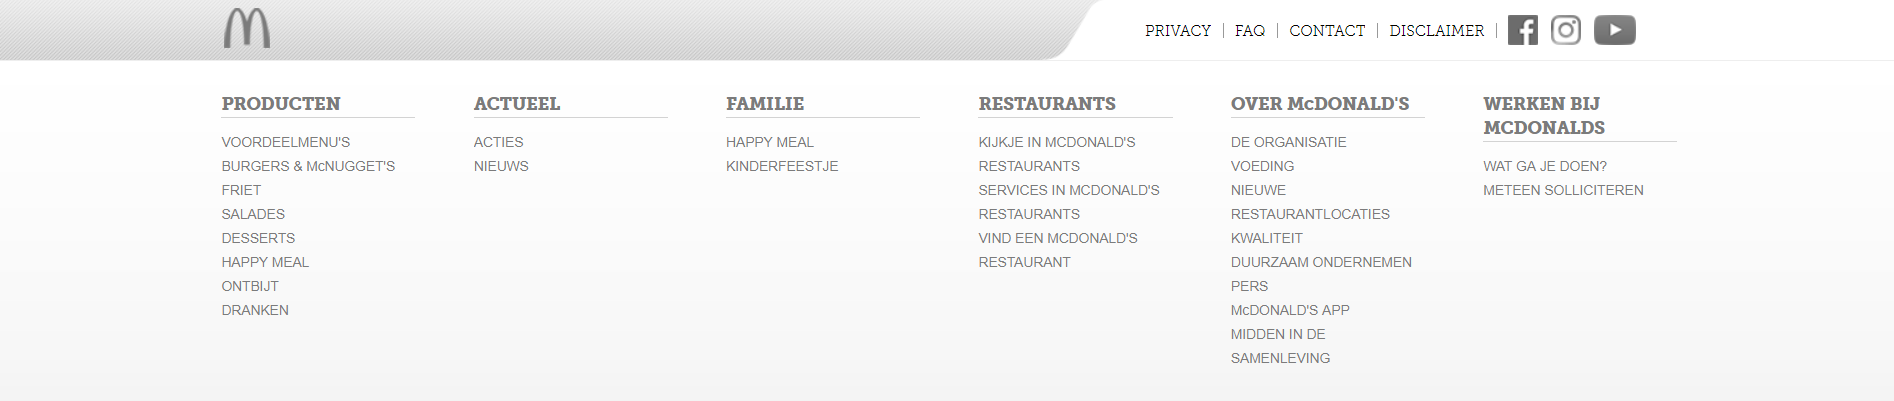 PRIVACY | FAQ | CONTACT | DISCLAIMER |
PRODUCTEN
VOORDEELMENU'S
BURGERS & McNUGGET'S
FRIET
SALADES
DESSERTS
HAPPY MEAL
ONTBIJT
DRANKEN
ACTUEEL
ACTIES
NIEUWS
FAMILIE
HAPPY MEAL
KINDERFEESTJE
RESTAURANTS
KIJKJE IN MCDONALD'S
RESTAURANTS
SERVICES IN MCDONALD'S
RESTAURANTS
VIND EEN MCDONALD'S
RESTAURANT
OVER McDONALD'S
DE ORGANISATIE
VOEDING
NIEUWE
RESTAURANTLOCATIES
KWALITEIT
DUURZAAM ONDERNEMEN
PERS
McDONALD'S APP
MIDDEN IN DE
SAMENLEVING
WERKEN BIJ
MCDONALDS
WAT GA JE DOEN?
METEEN SOLLICITEREN